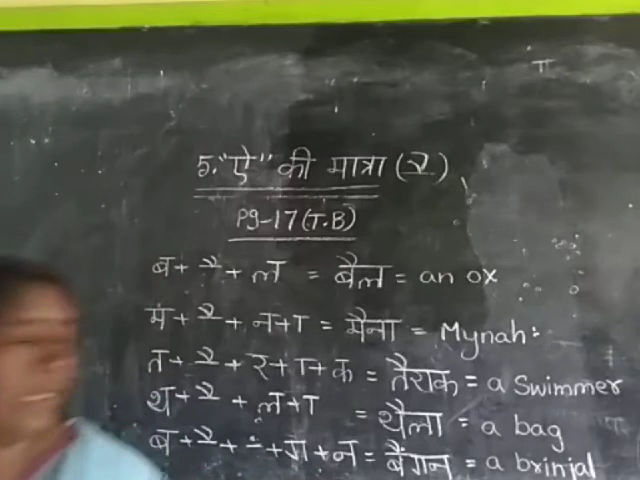 5. "ऐ" की मात्रा (ै)
Pg-17 (T.B)
ब + ै + ल = बैल = an ox
म + ै + न + ा = मैना = Mynah:
त + ै + र + ा + क = तैराक = a Swimmer
थ + ै + ल + ा = थैला = a bag
ब + ै + ं + ग + न = बैंगन = a brinjal